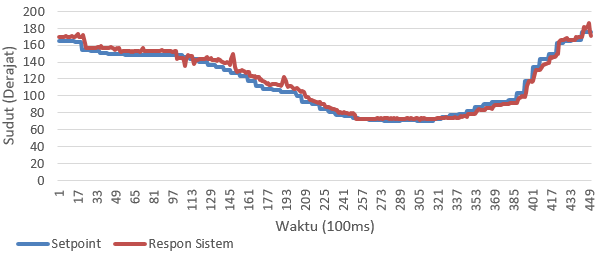 200
180
160
140
120
100
80
60
40
20
0
Sudut (Derajat)
1 17 33 49 65 81 97 113 129 145 161 177 193 209 225 241 257 273 289 305 321 337 353 369 385 401 417 433 449
Waktu (100ms)
Setpoint Respon Sistem